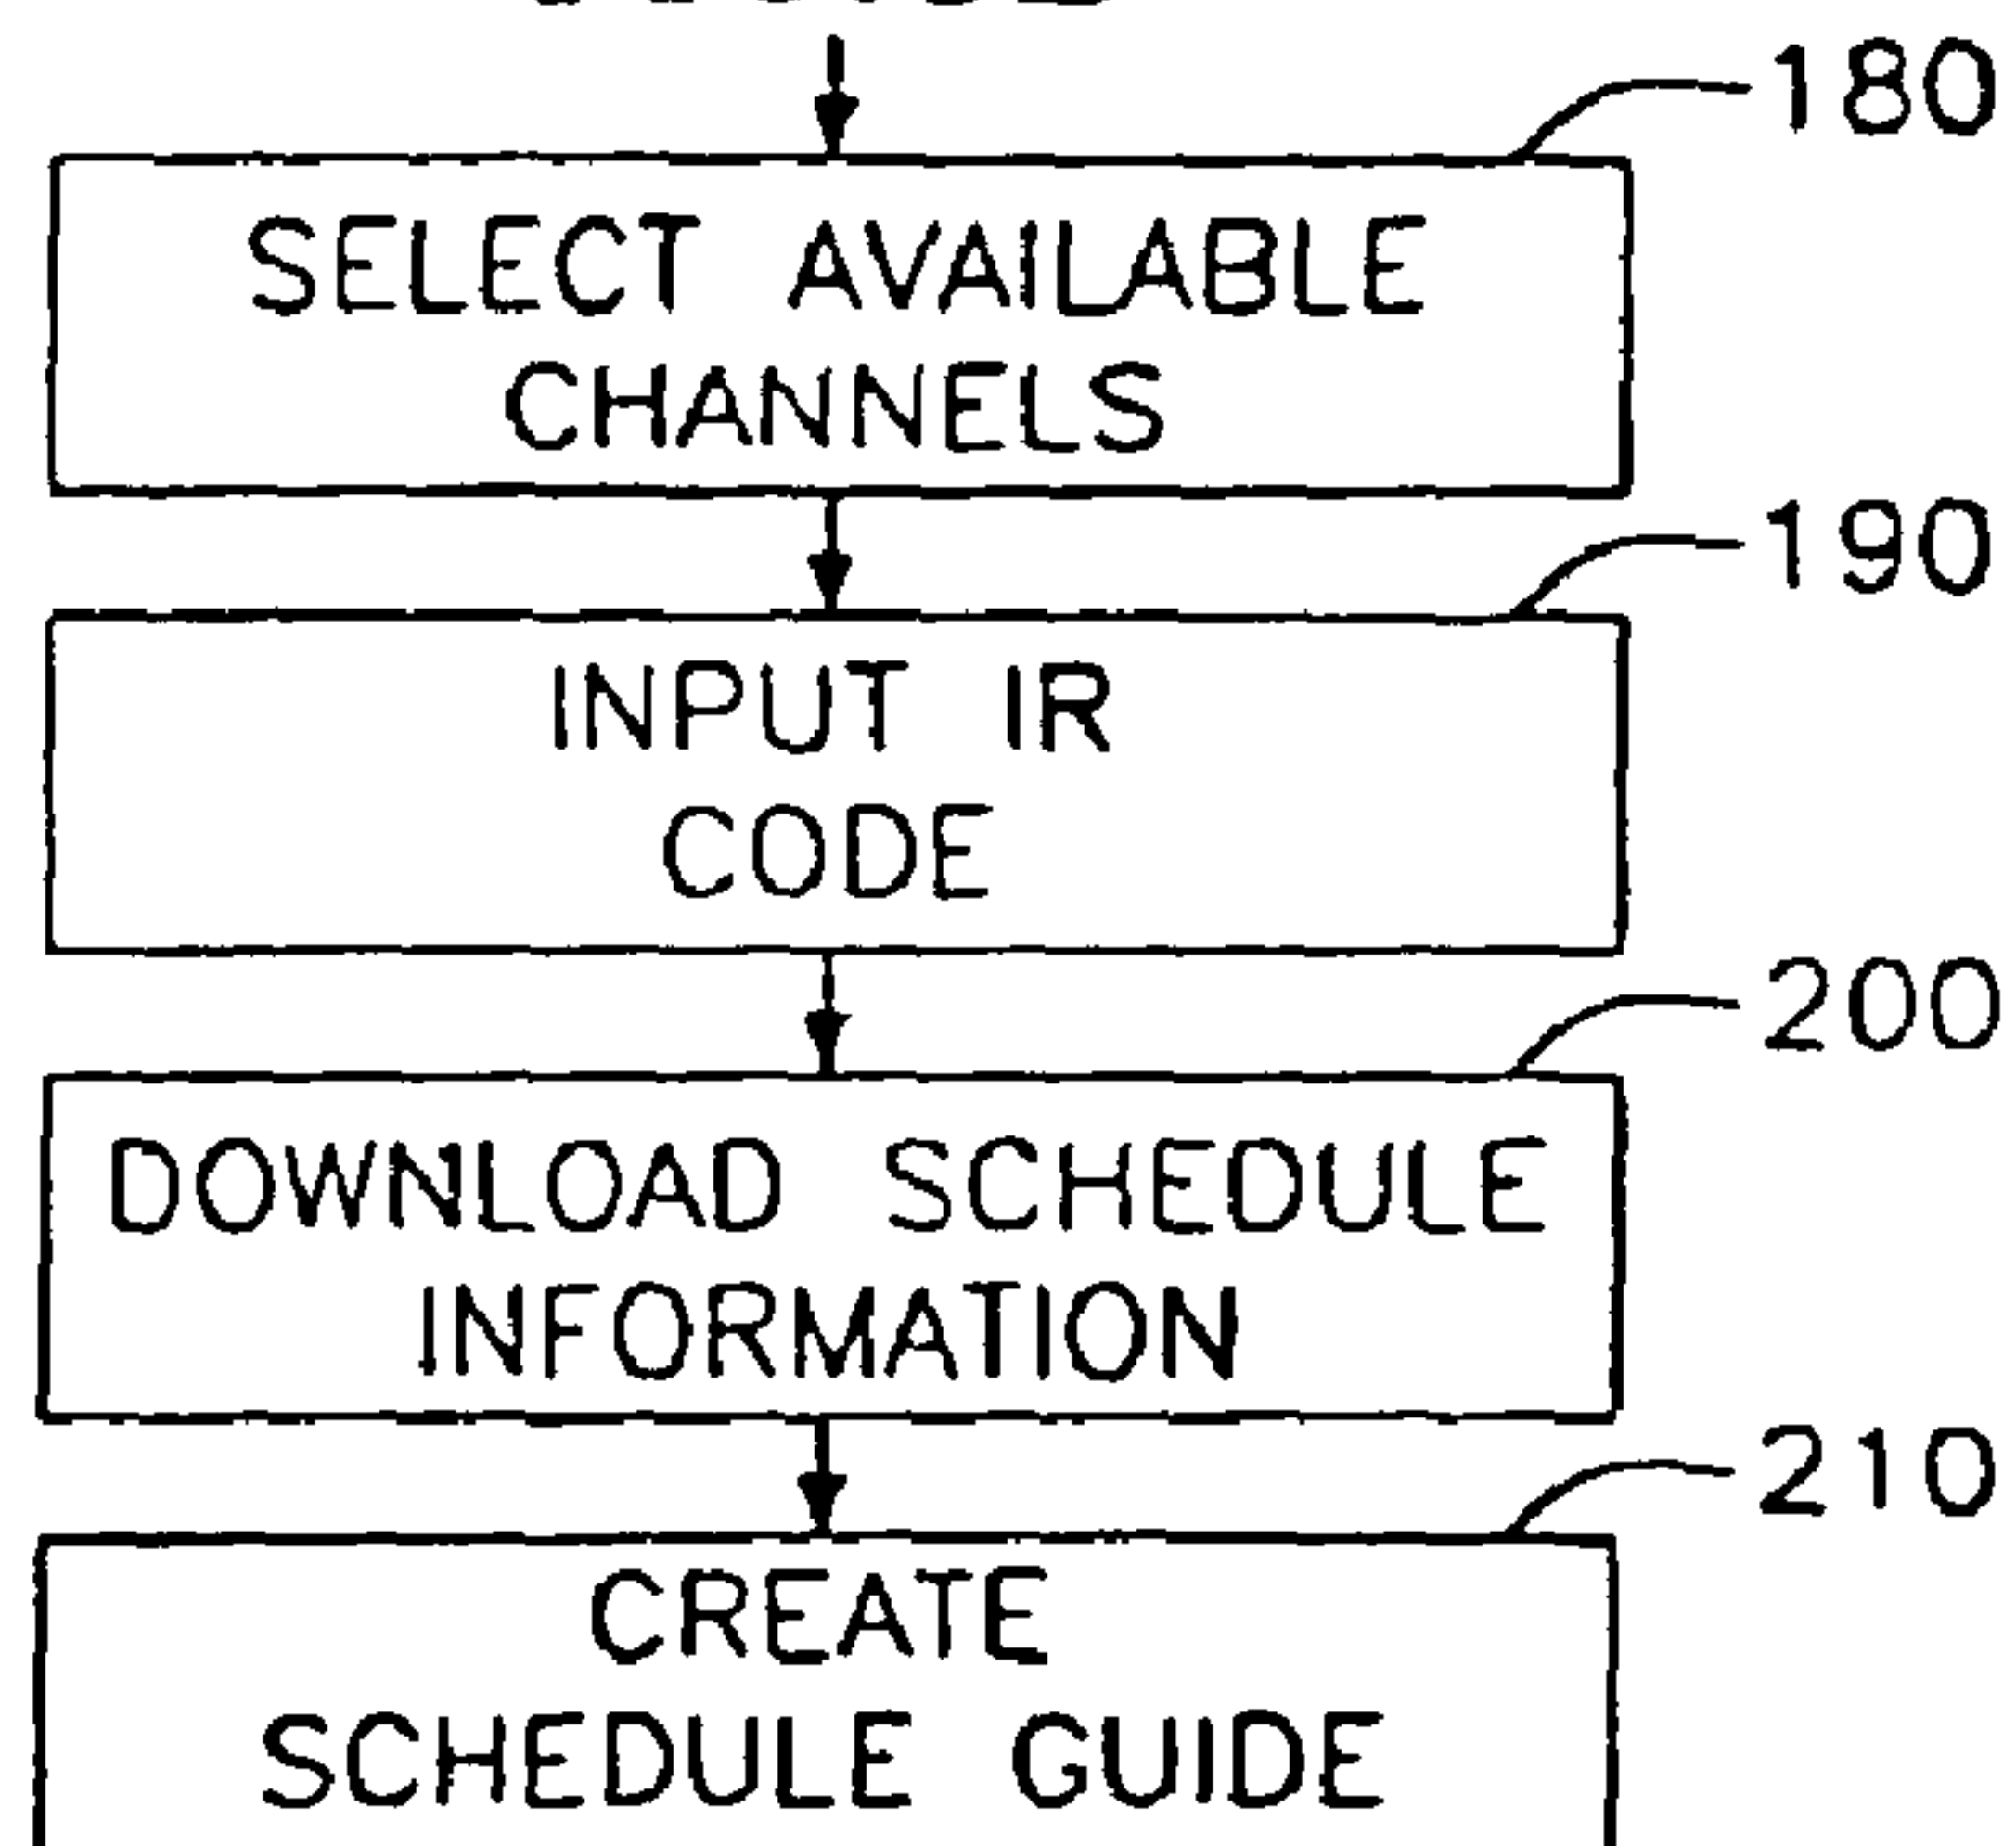 180
SELECT AVAILABLE
CHANNELS
190
INPUT IR
CODE
200
DOWNLOAD SCHEDULE
INFORMATION
210
CREATE
SCHEDULE GUIDE